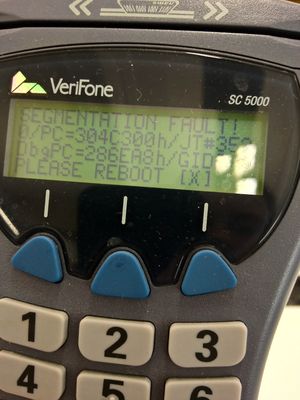 VeriFone
SC 5000
SEGMENTATION FAULT!
0/PC=304C300h/JT#350
DbgPC=286EA8h/GID
PLEASE REBOOT [X]
1
2
3
4
5
6